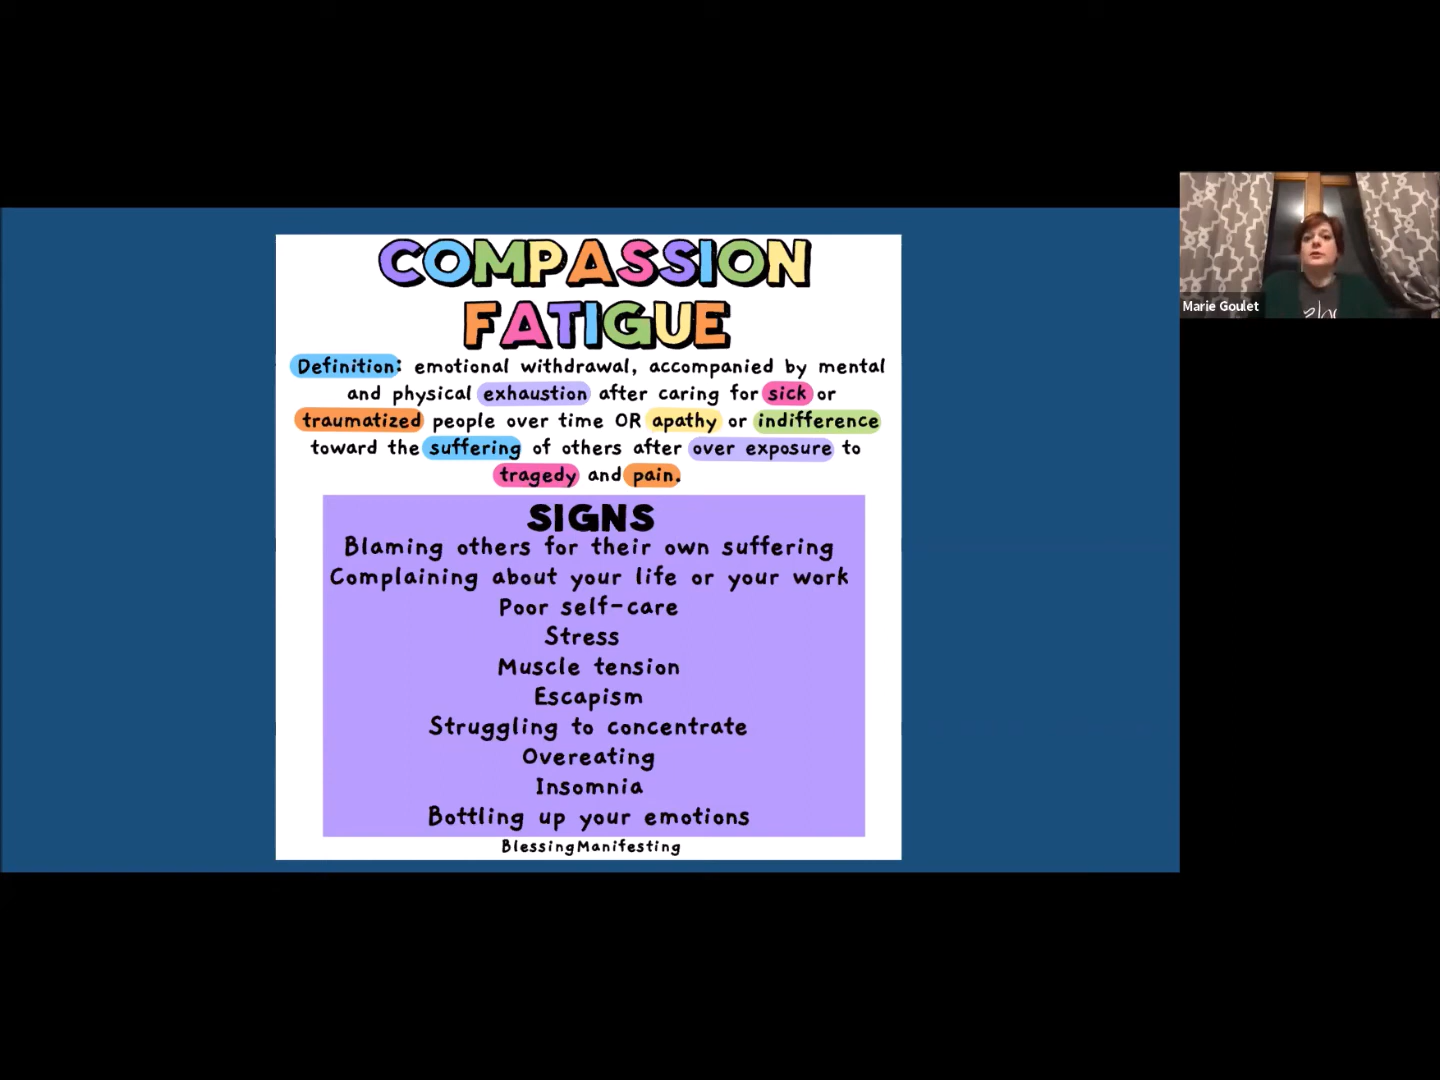 COMPASSION
FATIGUE
Definition: emotional withdrawal, accompanied by mental
and physical exhaustion after caring for sick or
traumatized people over time OR apathy or indifference
toward the suffering of others after over exposure to
tragedy and pain.
SIGNS
Blaming others for their own suffering
Complaining about your life or your work
Poor self-care
Stress
Muscle tension
Escapism
Struggling to concentrate
Overeating
Insomnia
Bottling up your emotions
BlessingManifesting
Marie Goulet